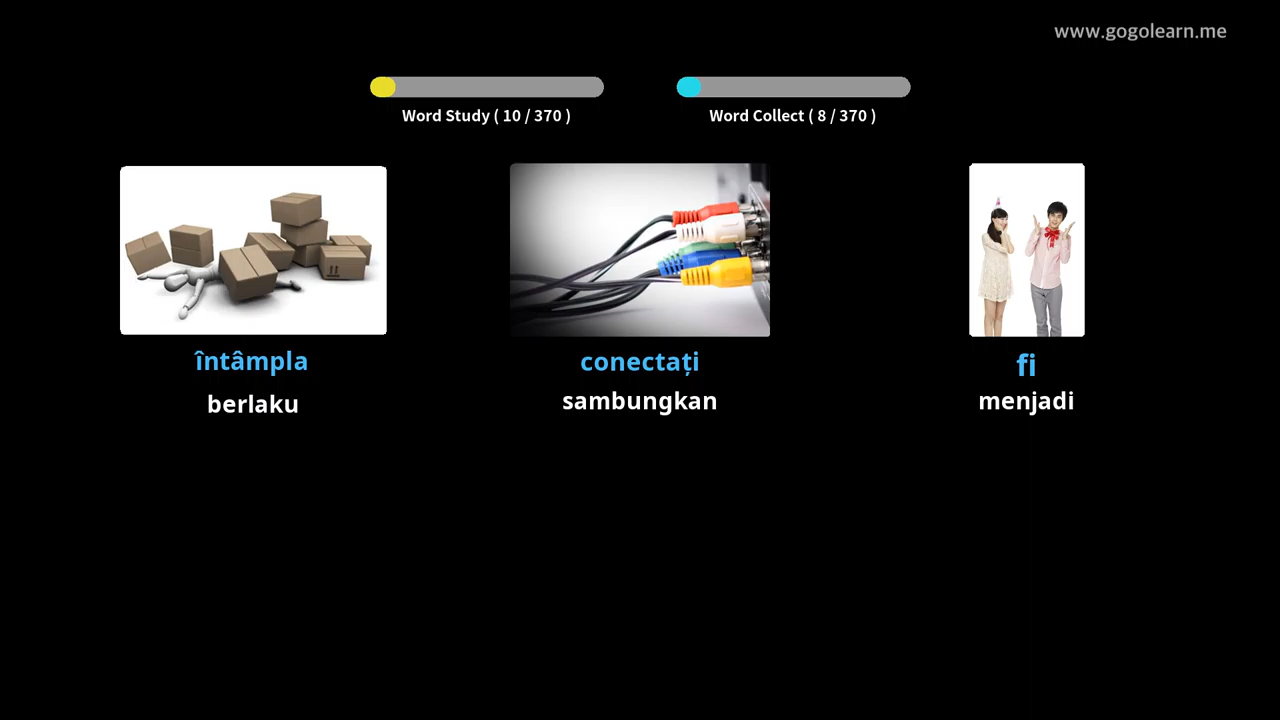 www.gogolearn.me
Word Study ( 10 / 370 )
Word Collect ( 8 / 370 )
întâmpla
berlaku
conectați
sambungkan
fi
menjadi